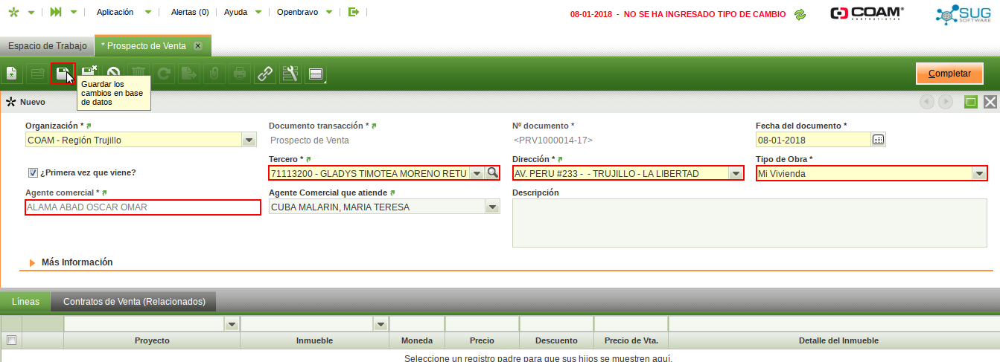 Aplicación Alertas (0) Ayuda Openbravo
08-01-2018 - NO SE HA INGRESADO TIPO DE CAMBIO
COAM
CONTRATISTAS
SUG
SOFTWARE
Espacio de Trabajo * Prospecto de Venta
Completar
Guardar los
cambios en base
de datos
Nuevo
Organización * Documento transacción * Nº documento * Fecha del documento *
COAM - Región Trujillo Prospecto de Venta <PRV1000014-17> 08-01-2018
Tercero * Dirección * Tipo de Obra *
¿Primera vez que viene? 71113200 - GLADYS TIMOTEA MORENO RETU AV. PERU #233 - - TRUJILLO - LA LIBERTAD Mi Vivienda
Agente comercial * Agente Comercial que atiende Descripción
ALAMA ABAD OSCAR OMAR CUBA MALARIN, MARIA TERESA
Más Información
Líneas Contratos de Venta (Relacionados)
Proyecto Inmueble Moneda Precio Descuento Precio de Vta. Detalle del Inmueble
Seleccione un registro padre para que sus hijos se muestren aquí.